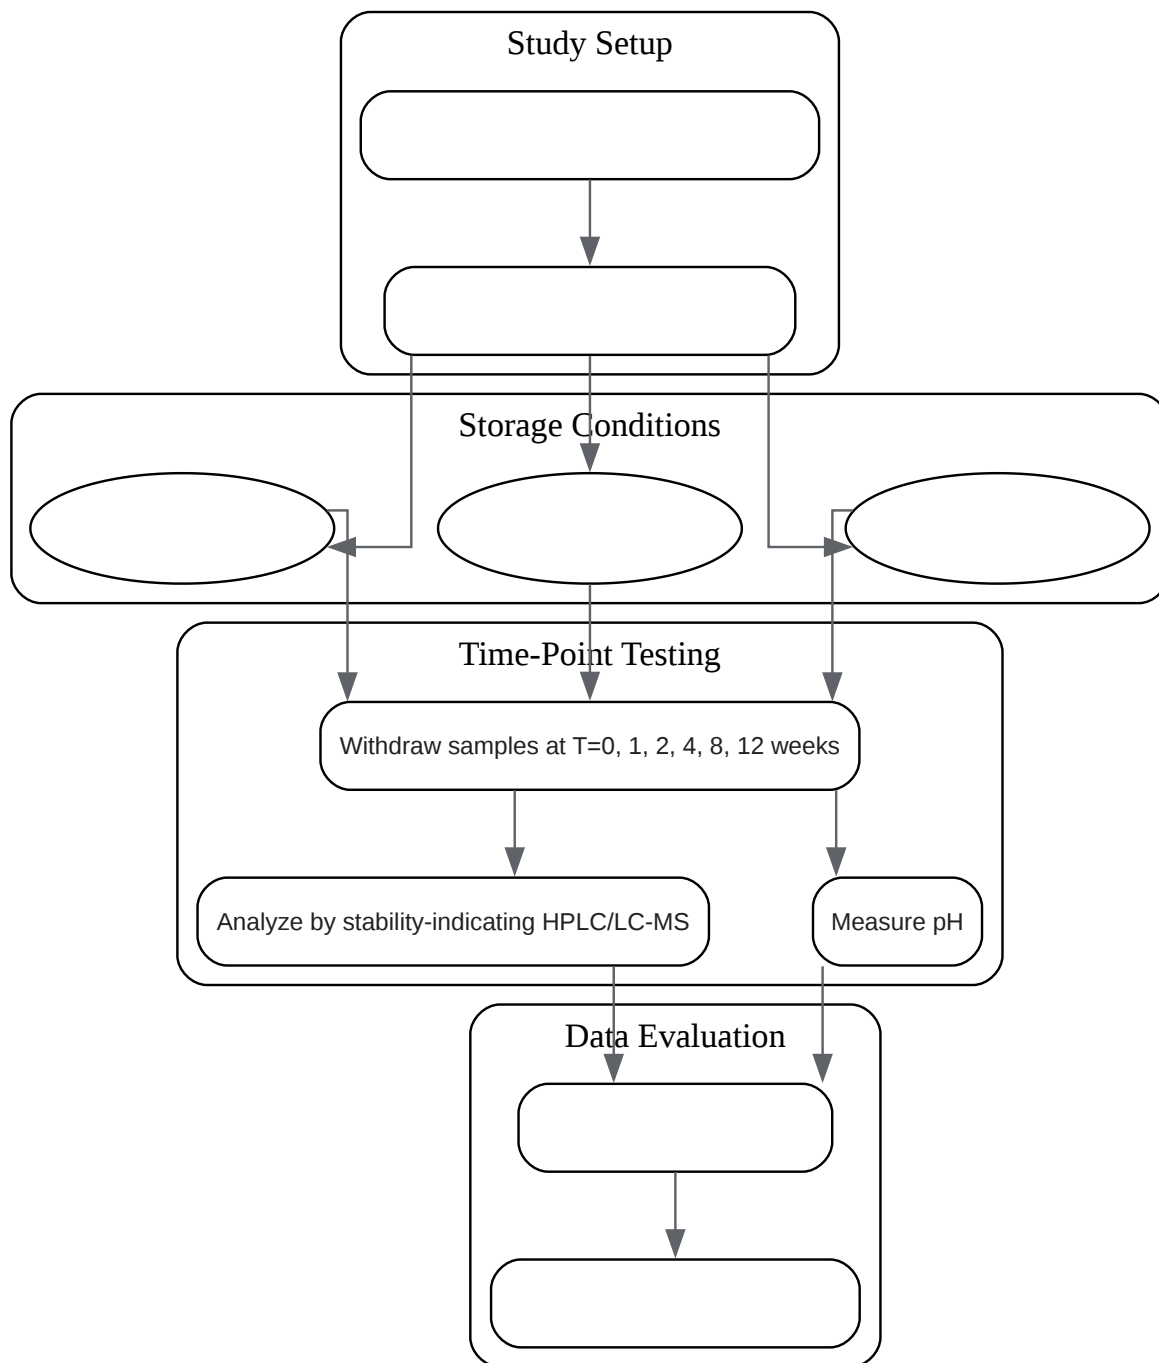 Study Setup
Storage Conditions
Time-Point Testing
Withdraw samples at T=0, 1, 2, 4, 8, 12 weeks
Analyze by stability-indicating HPLC/LC-MS
Measure pH
Data Evaluation